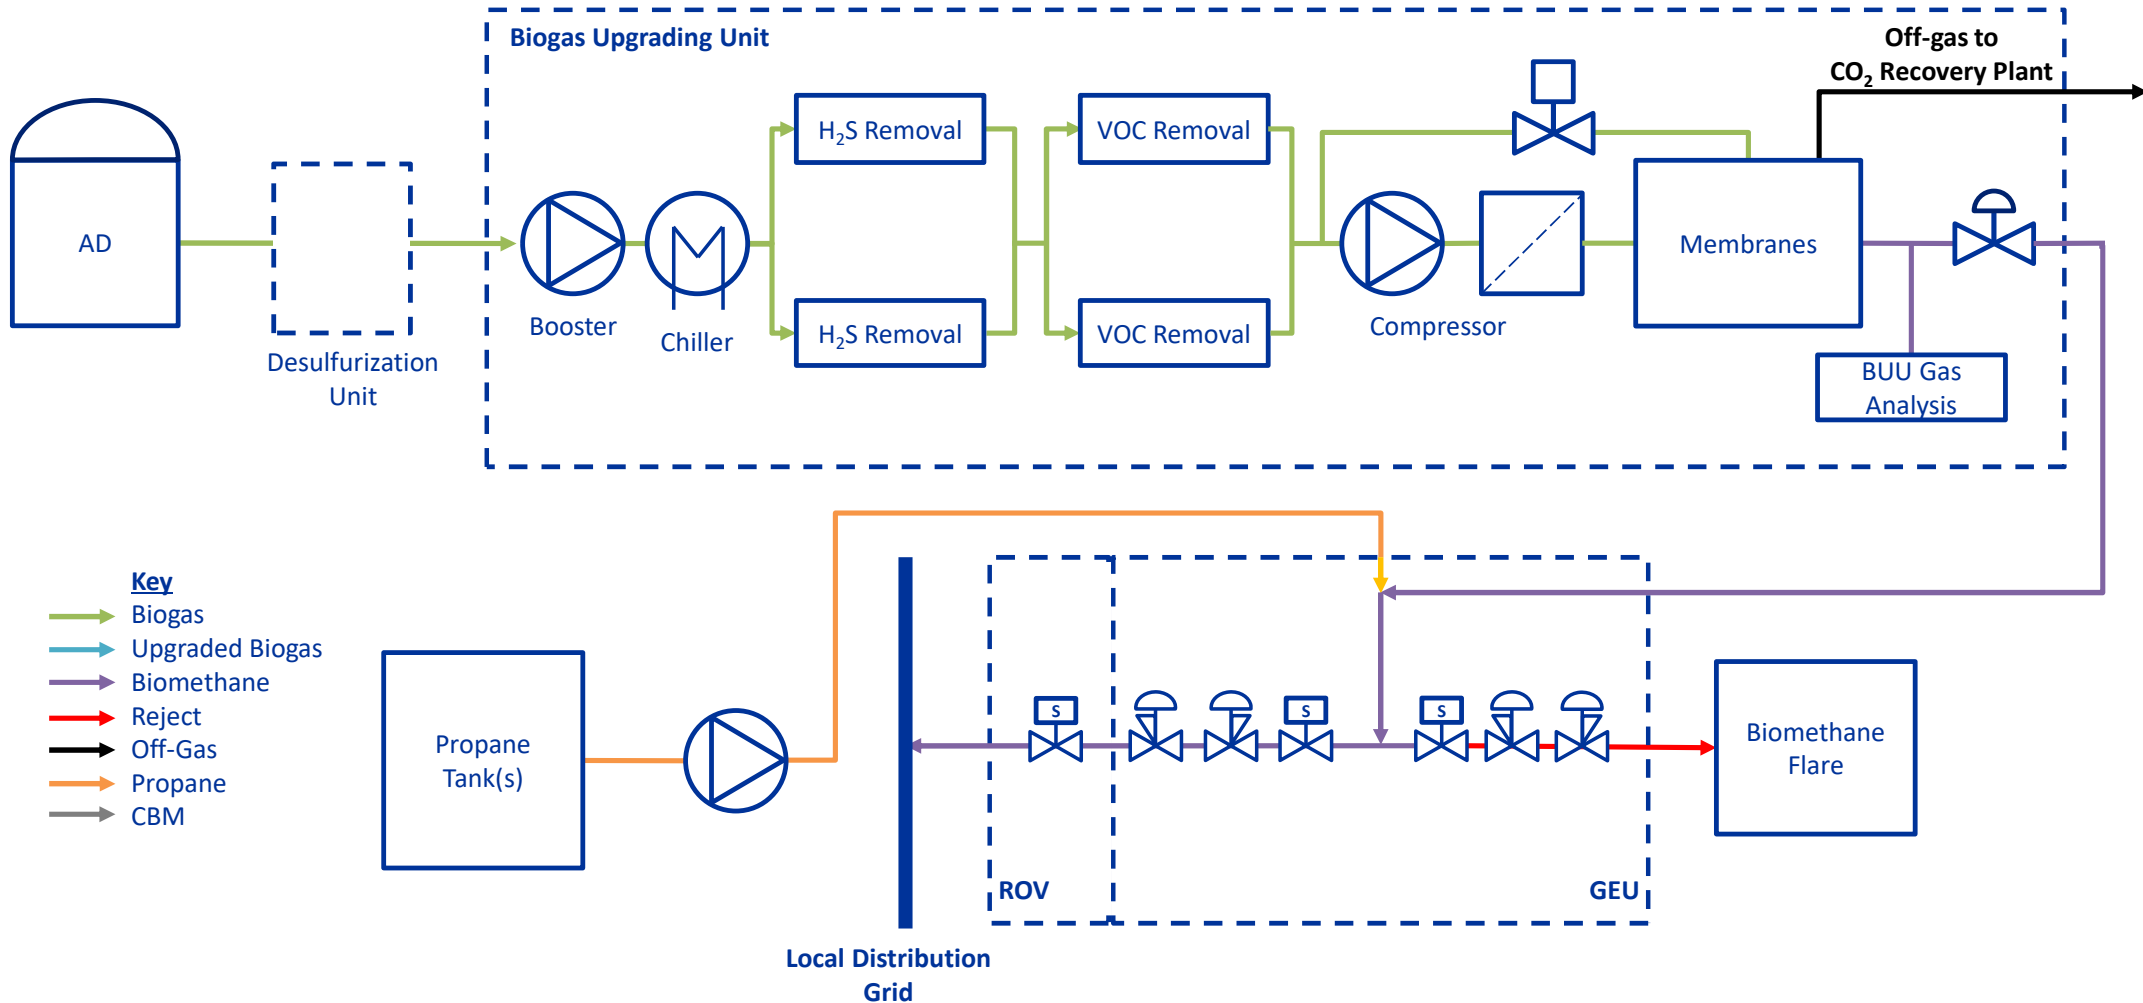 Biogas Upgrading Unit
Off-gas to
CO₂ Recovery Plant
H₂S Removal
VOC Removal
AD
Membranes
Booster
Chiller
H₂S Removal
VOC Removal
Compressor
Desulfurization
Unit
BUU Gas
Analysis
Key
Biogas
Upgraded Biogas
Biomethane
Reject
Off-Gas
Propane
CBM
Propane
Tank(s)
S
S
S
Biomethane
Flare
ROV
GEU
Local Distribution
Grid